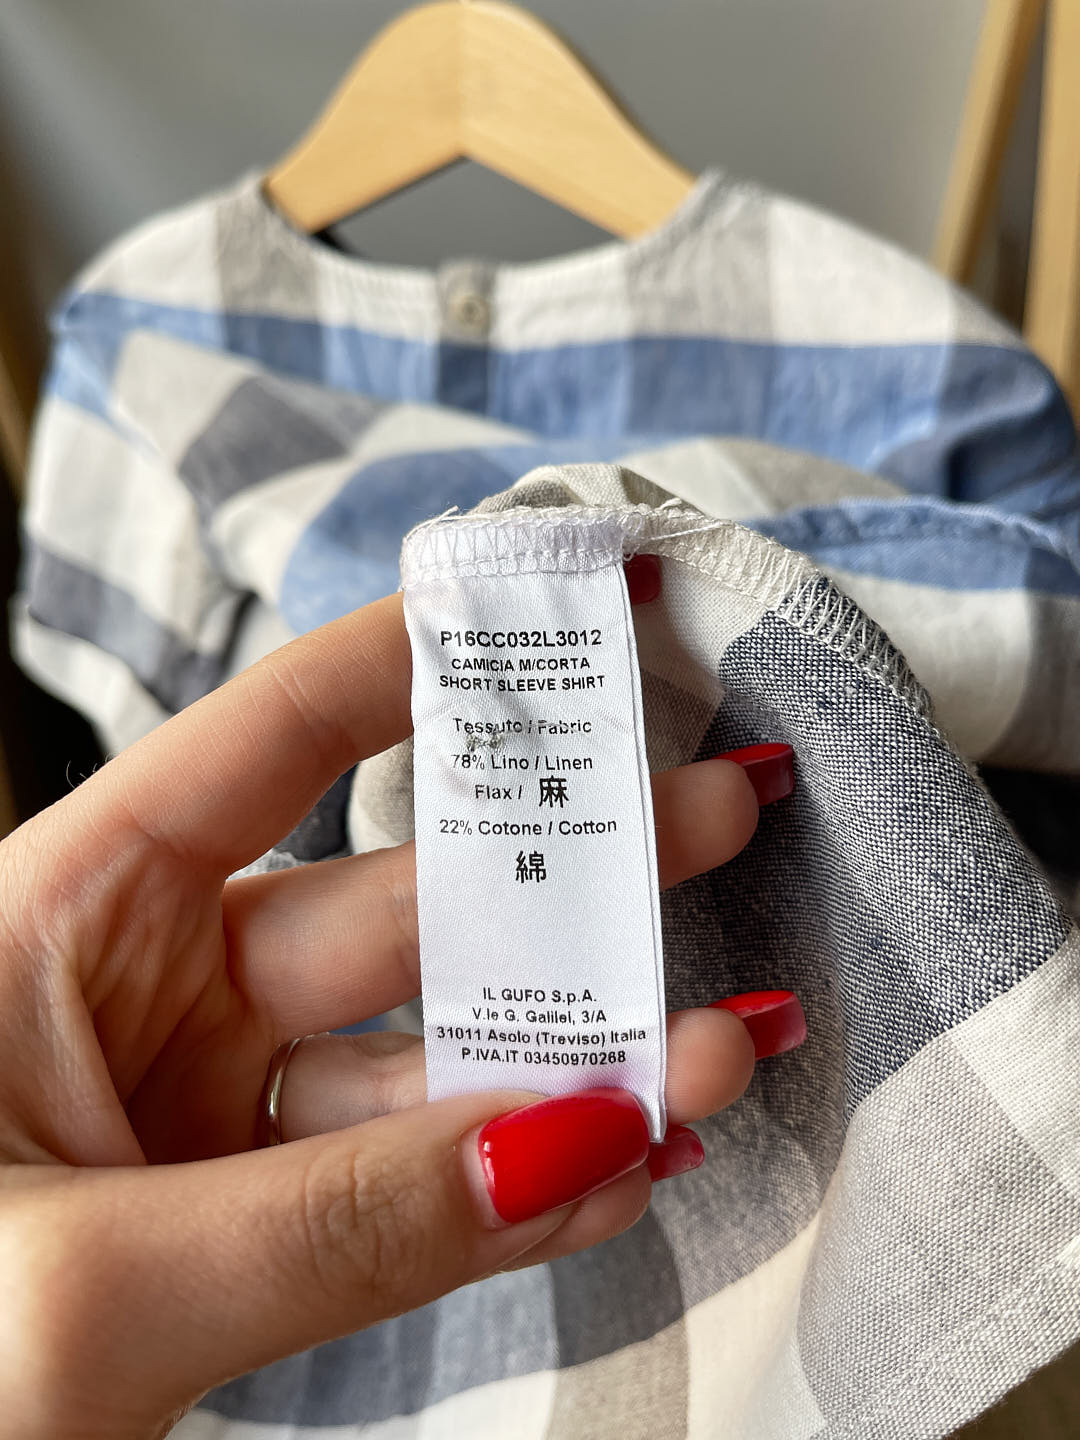 P16CC032L3012
CAMICIA M/CORTA
SHORT SLEEVE SHIRT
Tessuto / Fabric
78% Lino / Linen
Flax / 麻
22% Cotone / Cotton
綿
IL GUFO S.p.A.
V.le G. Galilei, 3/A
31011 Asolo (Treviso) Italia
P.IVA.IT 03450970268